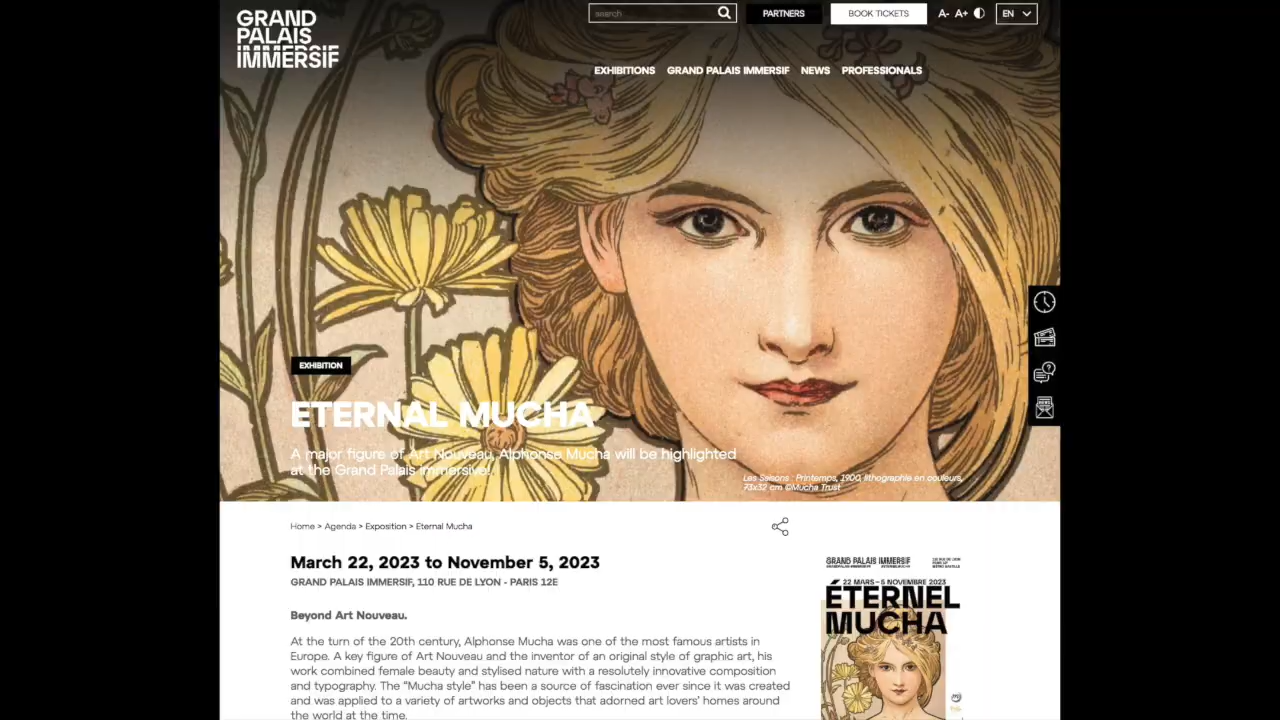 GRAND
PALAIS
IMMERSIF
search
PARTNERS
BOOK TICKETS
A- A+
EN
EXHIBITIONS GRAND PALAIS IMMERSIF NEWS PROFESSIONALS
EXHIBITION
ETERNAL MUCHA
A major figure of Art Nouveau, Alphonse Mucha will be highlighted
at the Grand Palais immersive!
Les Saisons : Printemps, 1900, lithographie en couleurs,
73x32 cm ©Mucha Trust
Home > Agenda > Exposition > Eternal Mucha
March 22, 2023 to November 5, 2023
GRAND PALAIS IMMERSIF, 110 RUE DE LYON - PARIS 12E
Beyond Art Nouveau.
At the turn of the 20th century, Alphonse Mucha was one of the most famous artists in
Europe. A key figure of Art Nouveau and the inventor of an original style of graphic art, his
work combined female beauty and stylised nature with a resolutely innovative composition
and typography. The “Mucha style” has been a source of fascination ever since it was created
and was applied to a variety of artworks and objects that adorned art lovers’ homes around
the world at the time.
GRAND PALAIS IMMERSIF
22 MARS – 5 NOVEMBRE 2023
ÉTERNEL
MUCHA